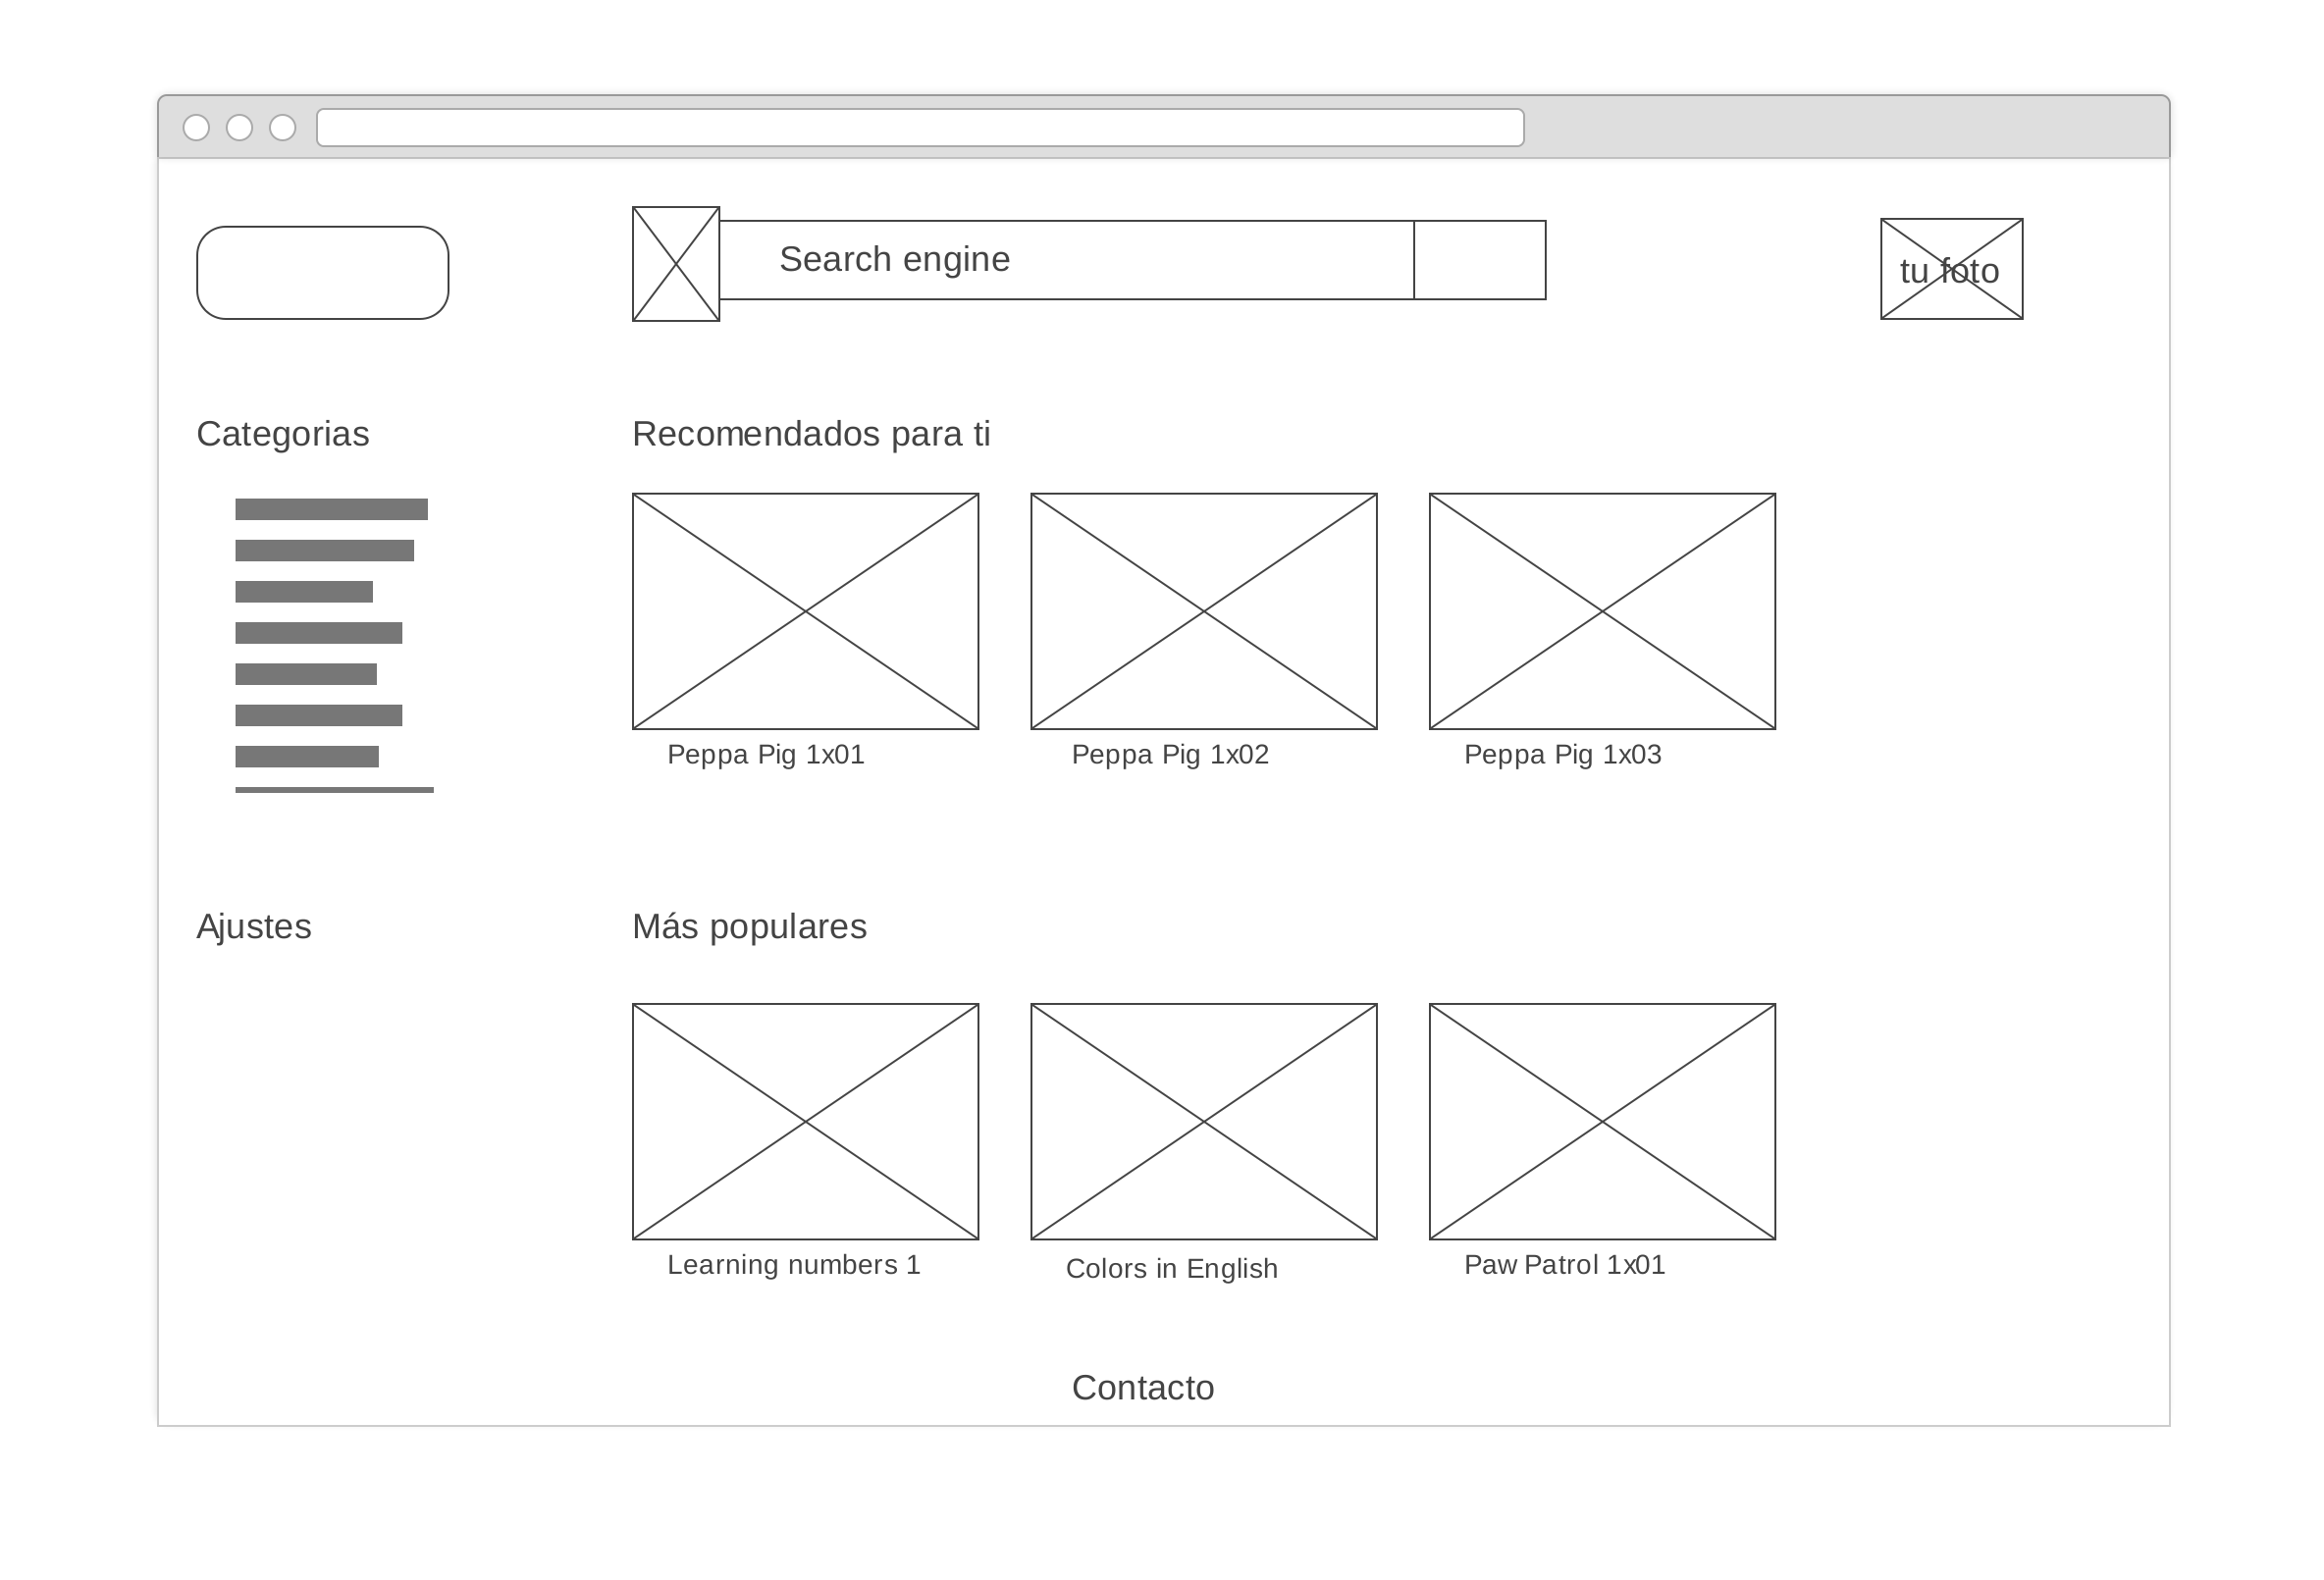 Search engine
tu foto
Categorias
Recomendados para ti
Peppa Pig 1x01
Peppa Pig 1x02
Peppa Pig 1x03
Ajustes
Más populares
Learning numbers 1
Colors in English
Paw Patrol 1x01
Contacto